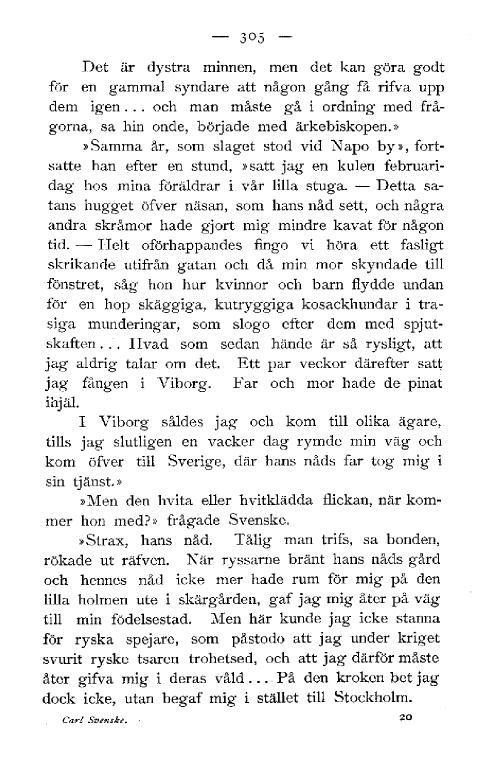 — 305 —
Det är dystra minnen, men det kan göra godt
för en gammal syndare att någon gång få rifva upp
dem igen ... och man måste gå i ordning med frå-
gorna, sa hin onde, började med ärkebiskopen.»
»Samma år, som slaget stod vid Napo by», fort-
satte han efter en stund, »satt jag en kulen februari-
dag hos mina föräldrar i vår lilla stuga. — Detta sa-
tans hugget öfver näsan, som hans nåd sett, och några
andra skråmor hade gjort mig mindre kavat för någon
tid. — Helt oförhappandes fingo vi höra ett fasligt
skrikande utifrån gatan och då min mor skyndade till
fönstret, såg hon hur kvinnor och barn flydde undan
för en hop skäggiga, kutryggiga kosackhundar i tra-
siga munderingar, som slogo efter dem med spjut-
skaften ... Hvad som sedan hände är så rysligt, att
jag aldrig talar om det. Ett par veckor därefter satt
jag fången i Viborg. Far och mor hade de pinat
ihjäl.
I Viborg såldes jag och kom till olika ägare,
tills jag slutligen en vacker dag rymde min väg och
kom öfver till Sverige, där hans nåds far tog mig i
sin tjänst.»
»Men den hvita eller hvitklädda flickan, när kom-
mer hon med?» frågade Svenske.
»Strax, hans nåd. Tålig man trifs, sa bonden,
rökade ut räfven. När ryssarne bränt hans nåds gård
och hennes nåd icke mer hade rum för mig på den
lilla holmen ute i skärgården, gaf jag mig åter på väg
till min födelsestad. Men här kunde jag icke stanna
för ryska spejare, som påstodo att jag under kriget
svurit ryske tsaren trohetsed, och att jag därför måste
åter gifva mig i deras våld ... På den kroken bet jag
dock icke, utan begaf mig i stället till Stockholm.
Carl Svenske. 20